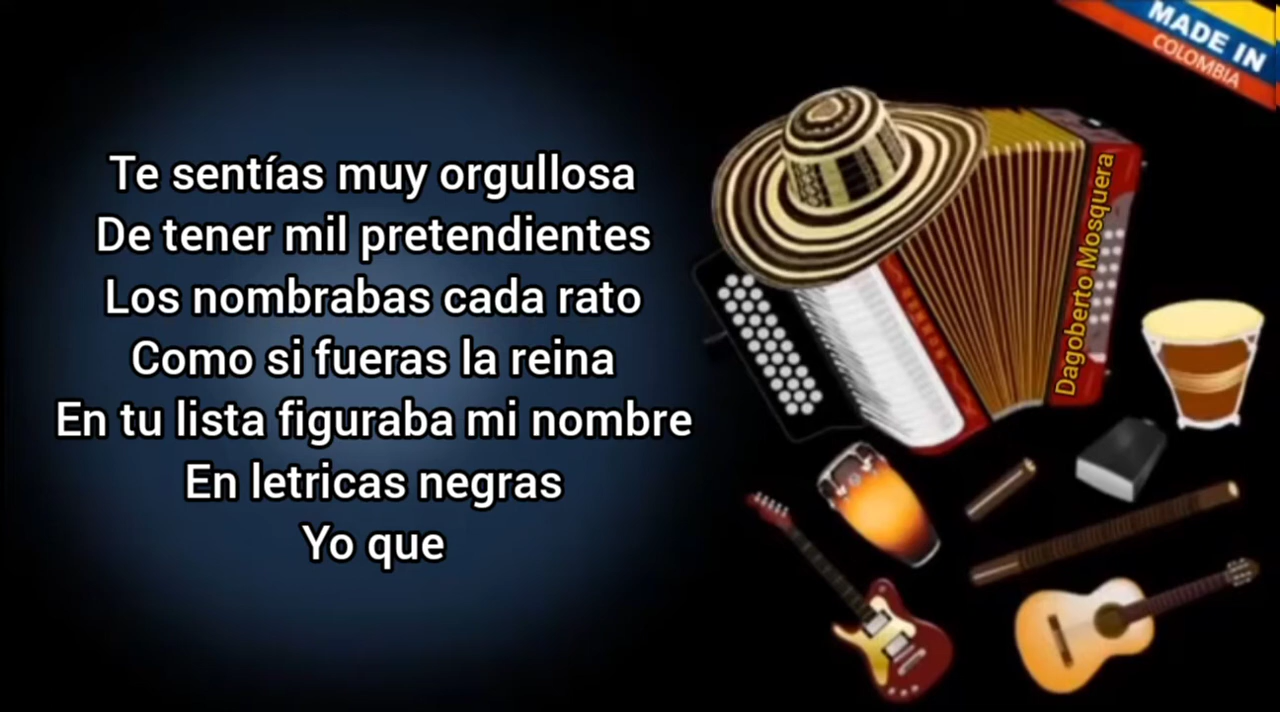 MADE IN
COLOMBIA
Te sentías muy orgullosa
De tener mil pretendientes
Los nombrabas cada rato
Como si fueras la reina
En tu lista figuraba mi nombre
En letricas negras
Yo que
Dagoberto Mosquera